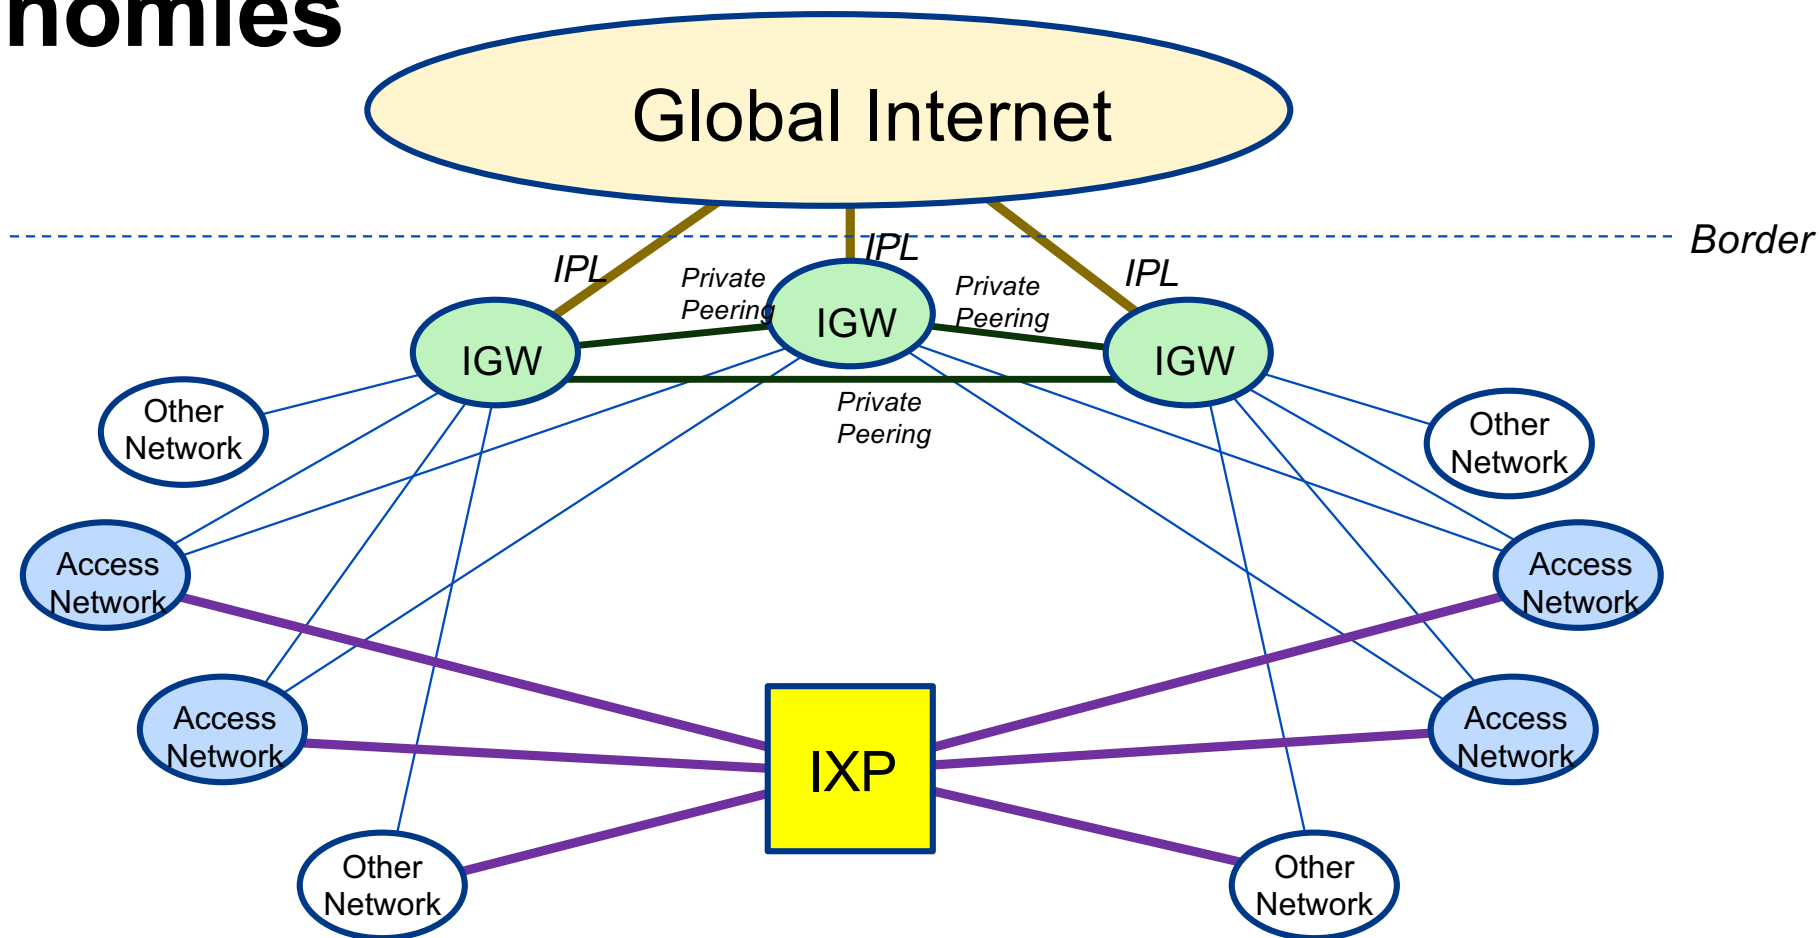 nomies
Global Internet
Border
IPL
IPL
IPL
Private
Peering
Private
Peering
IGW
IGW
IGW
Private
Peering
Other
Network
Other
Network
Access
Network
Access
Network
Access
Network
Access
Network
IXP
Other
Network
Other
Network